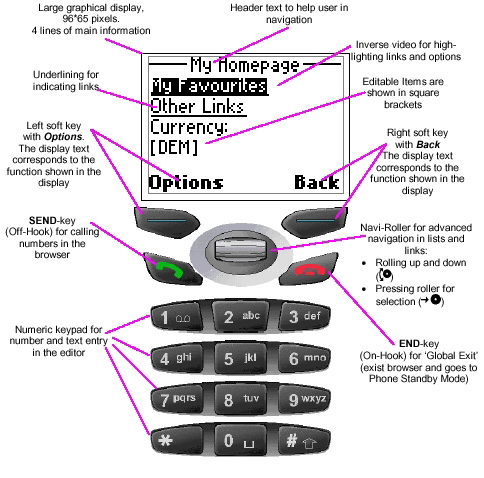 Large graphical display,
96*65 pixels.
4 lines of main information
Header text to help user in
navigation
My Homepage
My Favourites
Other Links
Currency:
[DEM]
Options
Back
Inverse video for high-
lighting links and options
Underlining for
indicating links
Editable Items are
shown in square
brackets
Left soft key
with Options.
The display text
corresponds to the
function shown in the
display
Right soft key
with Back
The display text
corresponds to the
function shown in the
display
SEND-key
(Off-Hook) for calling
numbers in the
browser
Navi-Roller for advanced
navigation in lists and
links:
• Rolling up and down
( )
• Pressing roller for
selection (→ )
Numeric keypad for
number and text entry
in the editor
END-key
(On-Hook) for 'Global Exit'
(exist browser and goes to
Phone Standby Mode)
1
2 abc
3 def
4 ghi
5 jkl
6 mno
7 pqrs
8 tuv
9 wxyz
*
0
#